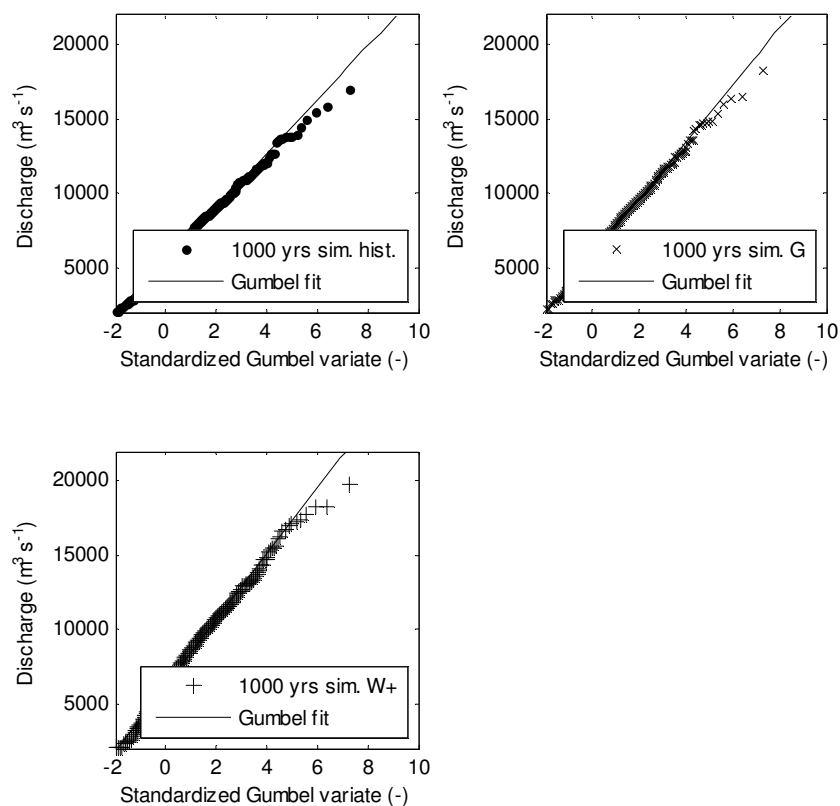 20000
15000
10000
5000
Discharge (m³ s⁻¹)
1000 yrs sim. hist.
Gumbel fit
-2 0 2 4 6 8 10
Standardized Gumbel variate (-)
20000
15000
10000
5000
Discharge (m³ s⁻¹)
1000 yrs sim. G
Gumbel fit
-2 0 2 4 6 8 10
Standardized Gumbel variate (-)
20000
15000
10000
5000
Discharge (m³ s⁻¹)
1000 yrs sim. W+
Gumbel fit
-2 0 2 4 6 8 10
Standardized Gumbel variate (-)